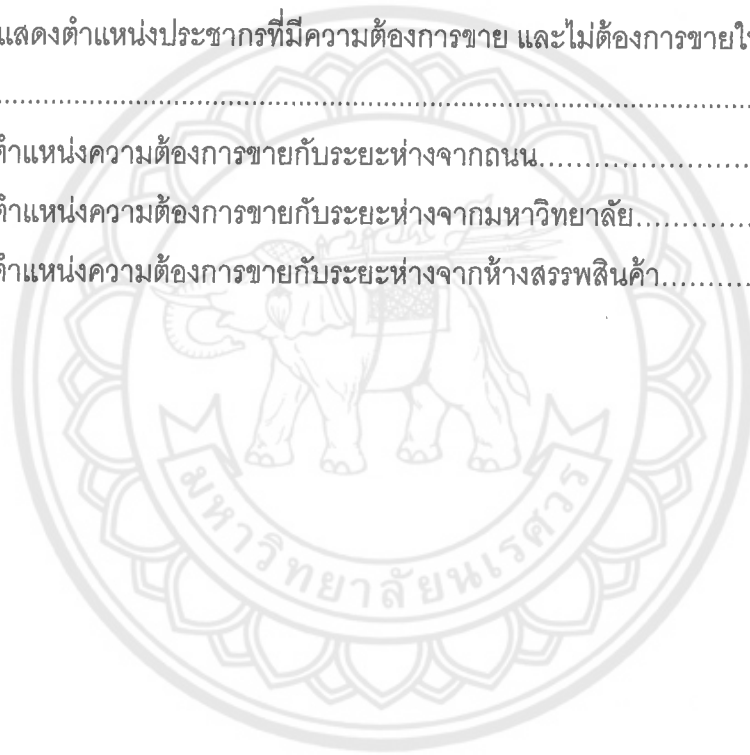 แสดงตำแหน่งประชากรที่มีความต้องการขาย และไม่ต้องการขายใ
................................................................................
ตำแหน่งความต้องการขายกับระยะห่างจากถนน........................
ตำแหน่งความต้องการขายกับระยะห่างจากมหาวิทยาลัย..............
ตำแหน่งความต้องการขายกับระยะห่างจากห้างสรรพสินค้า...........
มหาวิทยาลัยนเรศวร